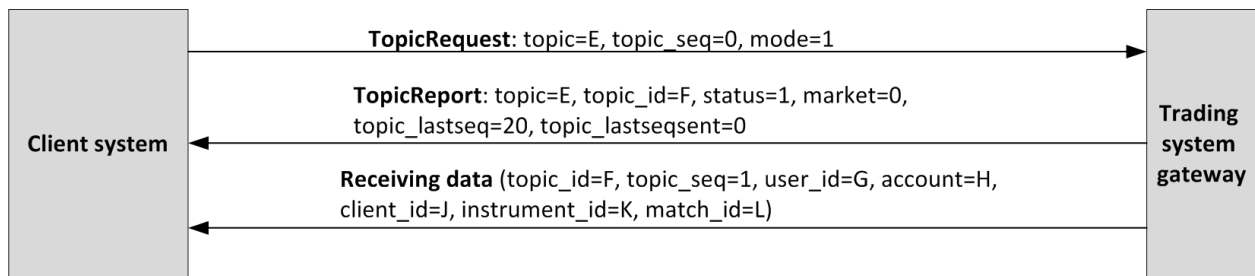 TopicRequest: topic=E, topic_seq=0, mode=1
TopicReport: topic=E, topic_id=F, status=1, market=0,
topic_lastseq=20, topic_lastseqsent=0
Client system
Trading
system
gateway
Receiving data (topic_id=F, topic_seq=1, user_id=G, account=H,
client_id=J, instrument_id=K, match_id=L)